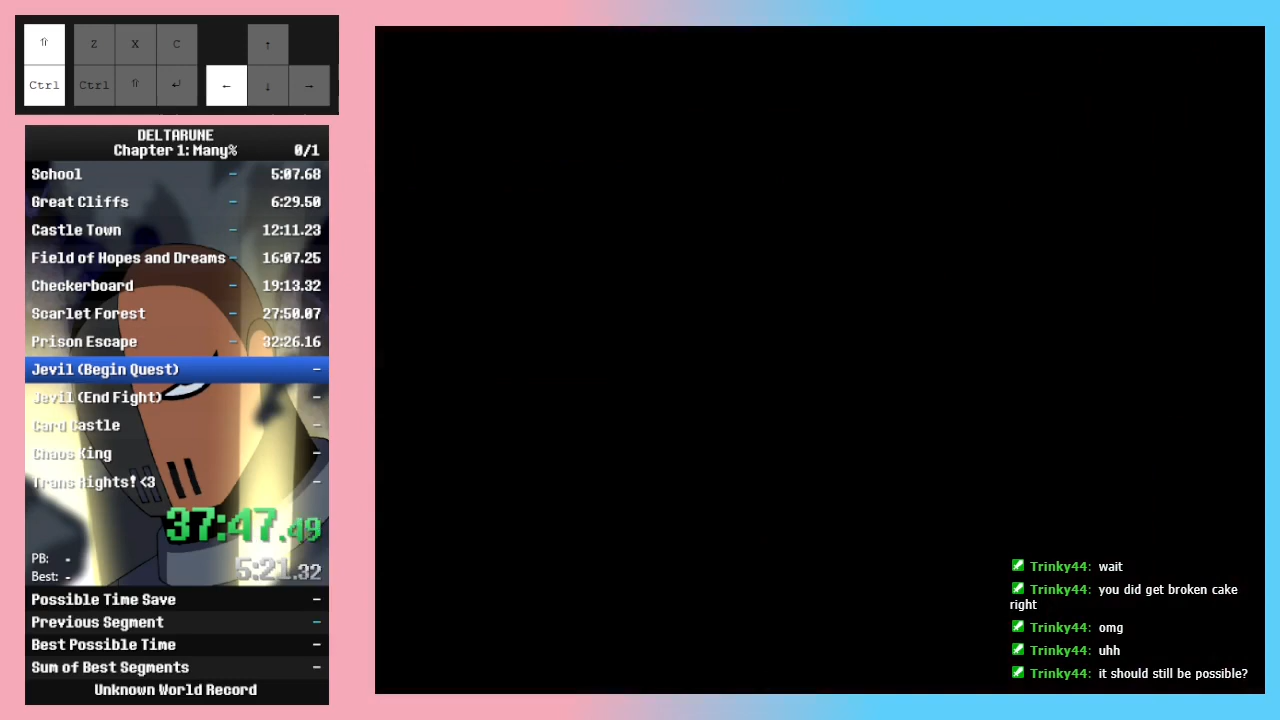 ⇧ Z X C ↑
Ctrl Ctrl ⇧ ↵ ← ↓ →
DELTARUNE
Chapter 1: Many% 0/1
School – 5:07.68
Great Cliffs – 6:29.50
Castle Town – 12:11.23
Field of Hopes and Dreams – 16:07.25
Checkerboard – 19:13.32
Scarlet Forest – 27:50.07
Prison Escape – 32:26.16
Jevil (Begin Quest) –
Jevil (End Fight) –
Card Castle –
Chaos King –
Trans Rights! <3 –
37:47.49
PB: -
5:21.32
Best: -
Possible Time Save –
Previous Segment –
Best Possible Time –
Sum of Best Segments –
Unknown World Record
Trinky44: wait
Trinky44: you did get broken cake
right
Trinky44: omg
Trinky44: uhh
Trinky44: it should still be possible?